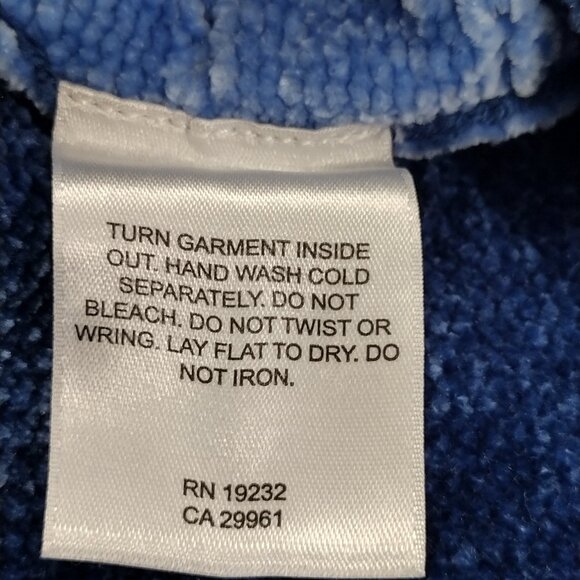 TURN GARMENT INSIDE
OUT. HAND WASH COLD
SEPARATELY. DO NOT
BLEACH. DO NOT TWIST OR
WRING. LAY FLAT TO DRY. DO
NOT IRON.
RN 19232
CA 29961